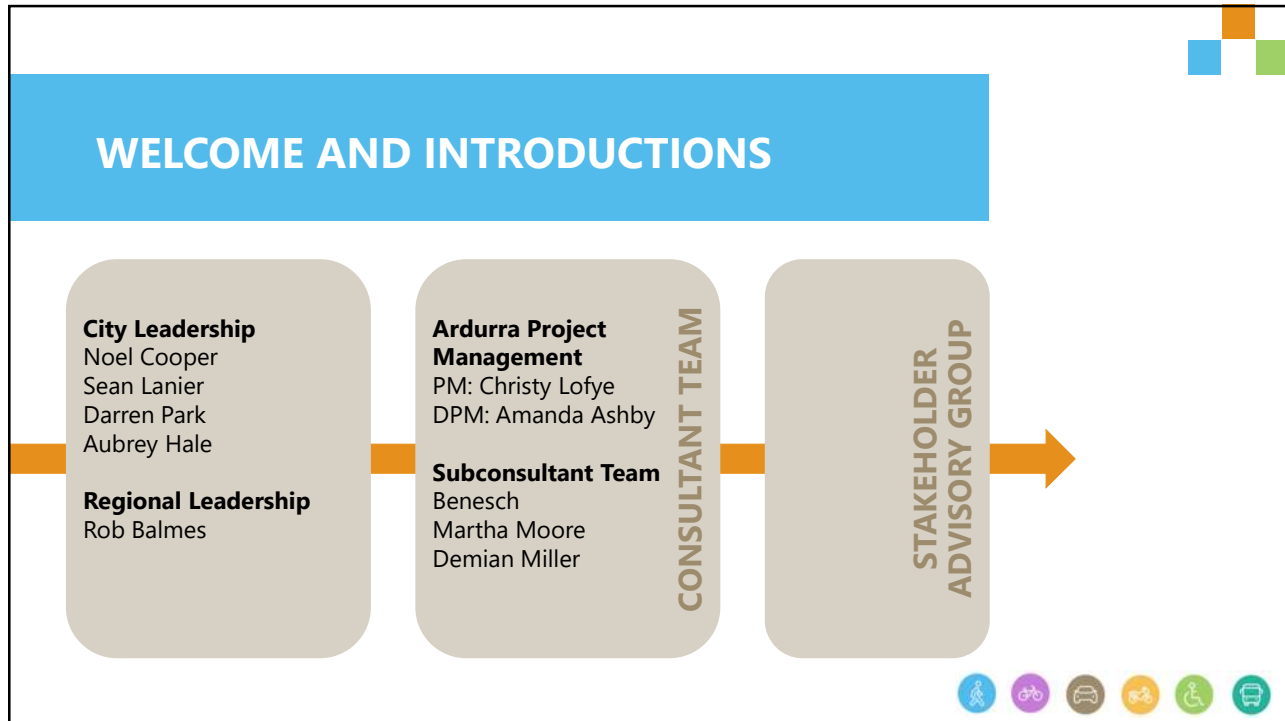 WELCOME AND INTRODUCTIONS
City Leadership
Noel Cooper
Sean Lanier
Darren Park
Aubrey Hale
Regional Leadership
Rob Balmes
Ardurra Project
Management
PM: Christy Lofye
DPM: Amanda Ashby
Subconsultant Team
Benesch
Martha Moore
Demian Miller
CONSULTANT TEAM
STAKEHOLDER
ADVISORY GROUP